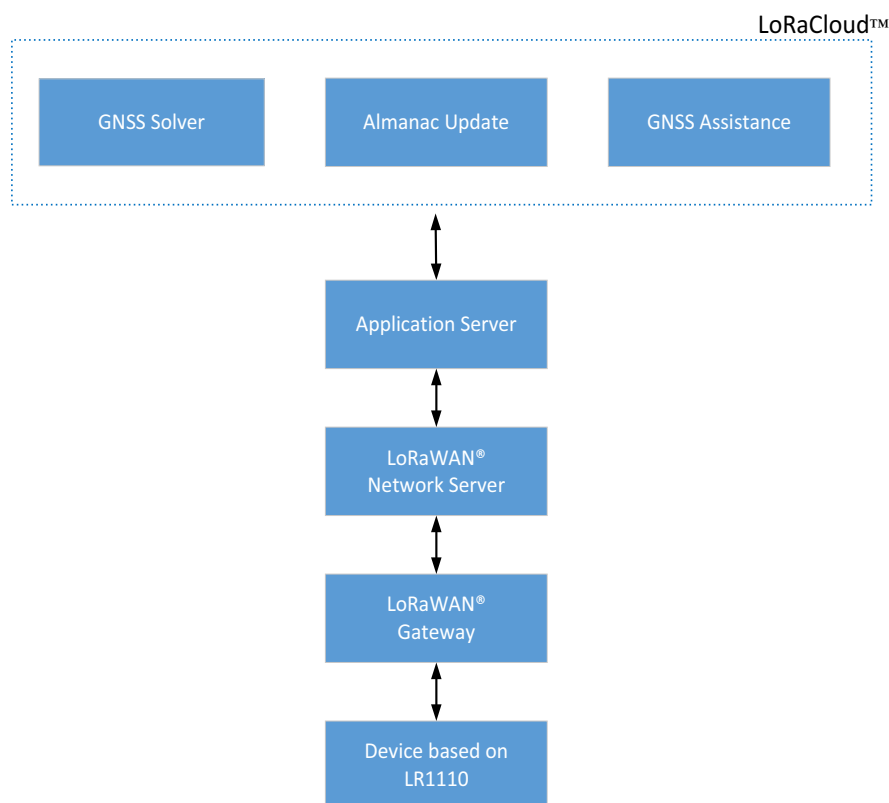 LoRaCloud™
GNSS Solver
Almanac Update
GNSS Assistance
Application Server
LoRaWAN®
Network Server
LoRaWAN®
Gateway
Device based on
LR1110